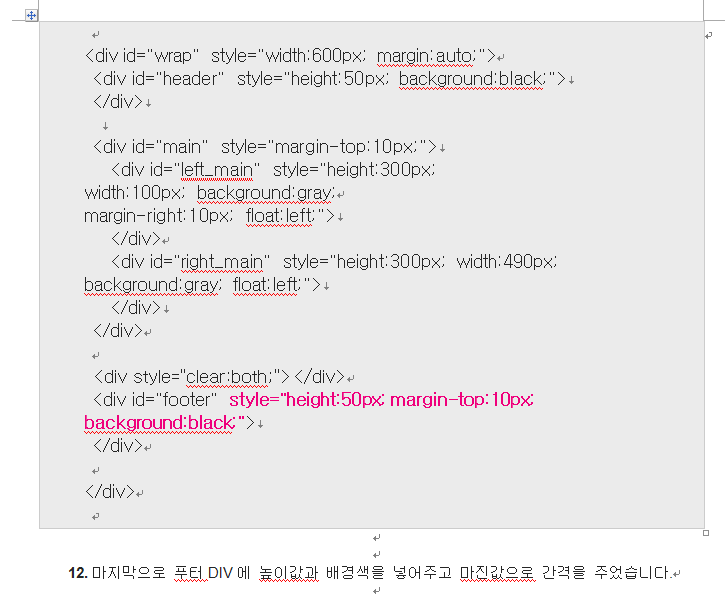 <div id="wrap" style="width:600px; margin:auto;">
<div id="header" style="height:50px; background:black;">
</div>
<div id="main" style="margin-top:10px;">
<div id="left_main" style="height:300px;
width:100px; background:gray;
margin-right:10px; float:left;">
</div>
<div id="right_main" style="height:300px; width:490px;
background:gray; float:left;">
</div>
</div>
<div style="clear:both;"> </div>
<div id="footer" style="height:50px; margin-top:10px;
background:black;">
</div>
</div>
12. 마지막으로 푸터 DIV에 높이값과 배경색을 넣어주고 마진값으로 간격을 주었습니다.